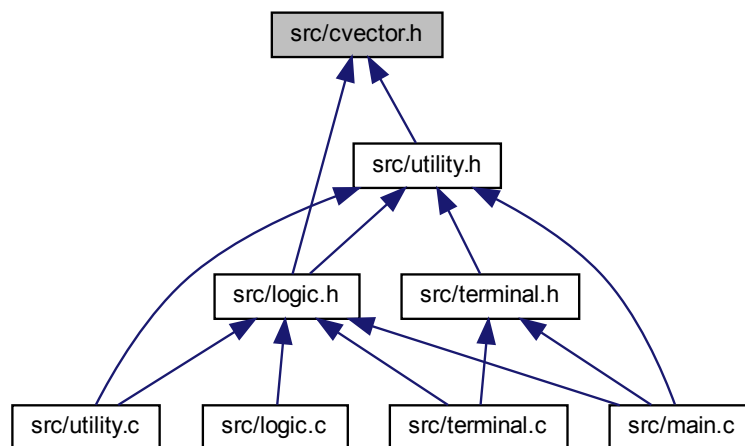 src/cvector.h
src/utility.h
src/logic.h
src/terminal.h
src/utility.c
src/logic.c
src/terminal.c
src/main.c